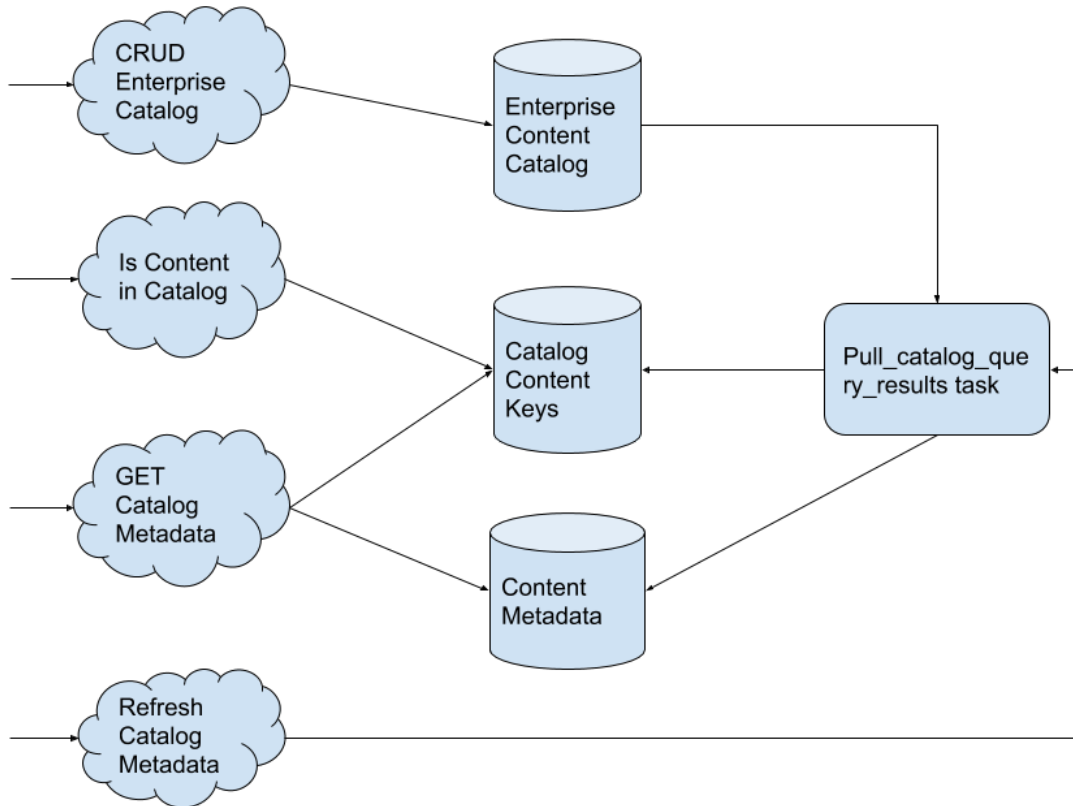 CRUD
Enterprise
Catalog
Enterprise
Content
Catalog
Is Content
in Catalog
Catalog
Content
Keys
Pull_catalog_que
ry_results task
GET
Catalog
Metadata
Content
Metadata
Refresh
Catalog
Metadata